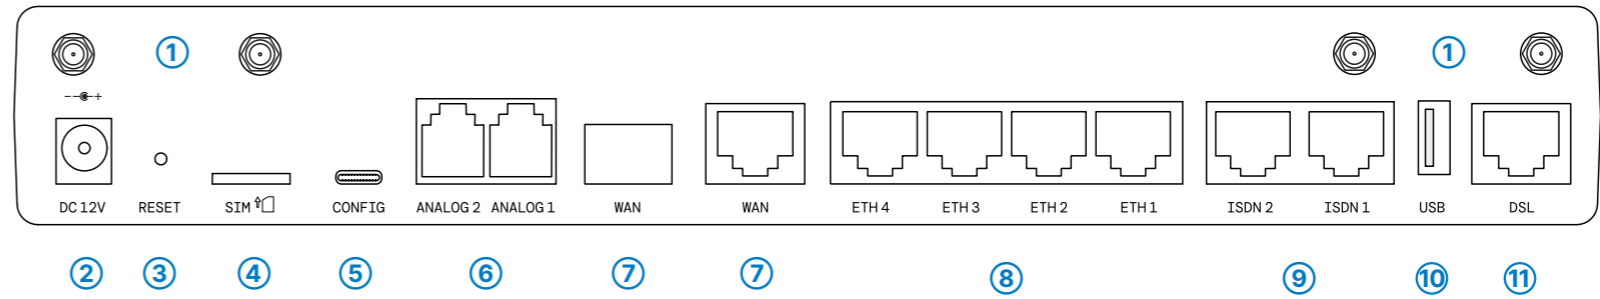 ① ①
DC 12V RESET SIM CONFIG ANALOG 2 ANALOG 1 WAN WAN ETH 4 ETH 3 ETH 2 ETH 1 ISDN 2 ISDN 1 USB DSL
② ③ ④ ⑤ ⑥ ⑦ ⑦ ⑧ ⑨ ⑩ ⑪